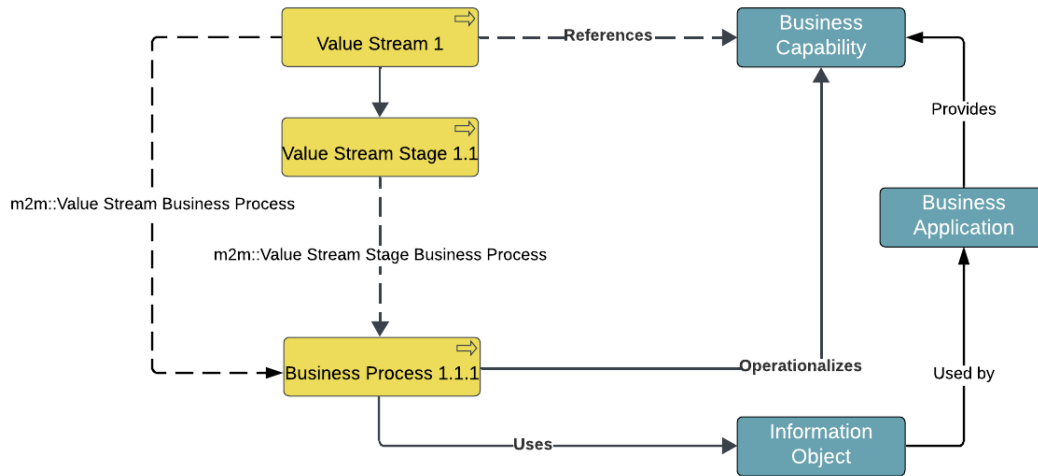 Value Stream 1
References
Business
Capability
Provides
Value Stream Stage 1.1
m2m::Value Stream Business Process
Business
Application
m2m::Value Stream Stage Business Process
Business Process 1.1.1
Operationalizes
Used by
Uses
Information
Object